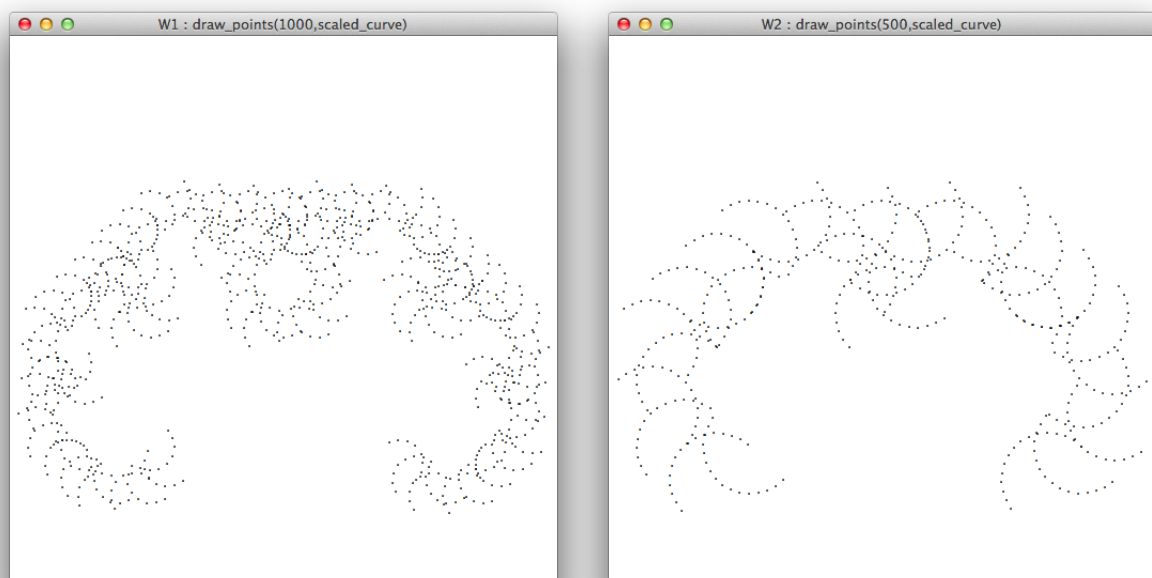 W1 : draw_points(1000,scaled_curve)
W2 : draw_points(500,scaled_curve)